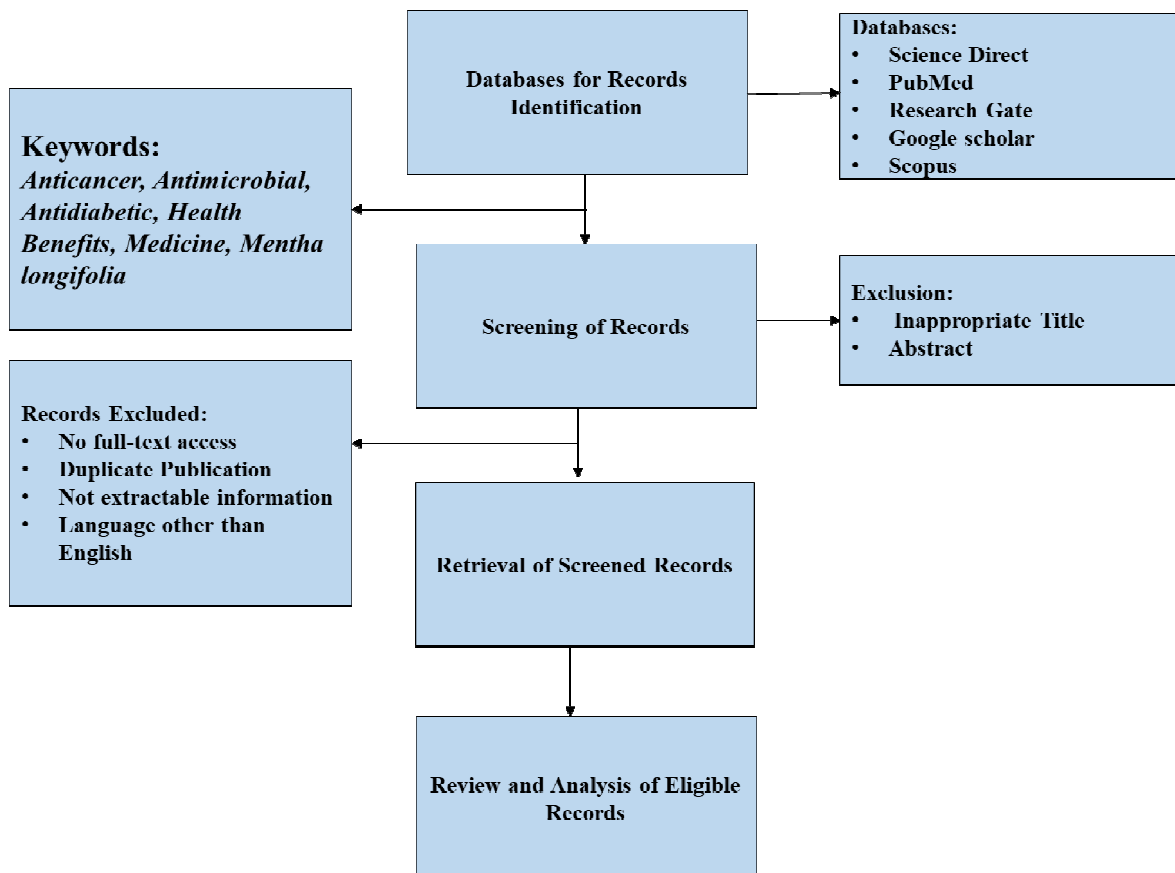 Databases for Records
Identification
Databases:
• Science Direct
• PubMed
• Research Gate
• Google scholar
• Scopus
Keywords:
Anticancer, Antimicrobial,
Antidiabetic, Health
Benefits, Medicine, Mentha
longifolia
Screening of Records
Exclusion:
• Inappropriate Title
• Abstract
Records Excluded:
• No full-text access
• Duplicate Publication
• Not extractable information
• Language other than
English
Retrieval of Screened Records
Review and Analysis of Eligible
Records